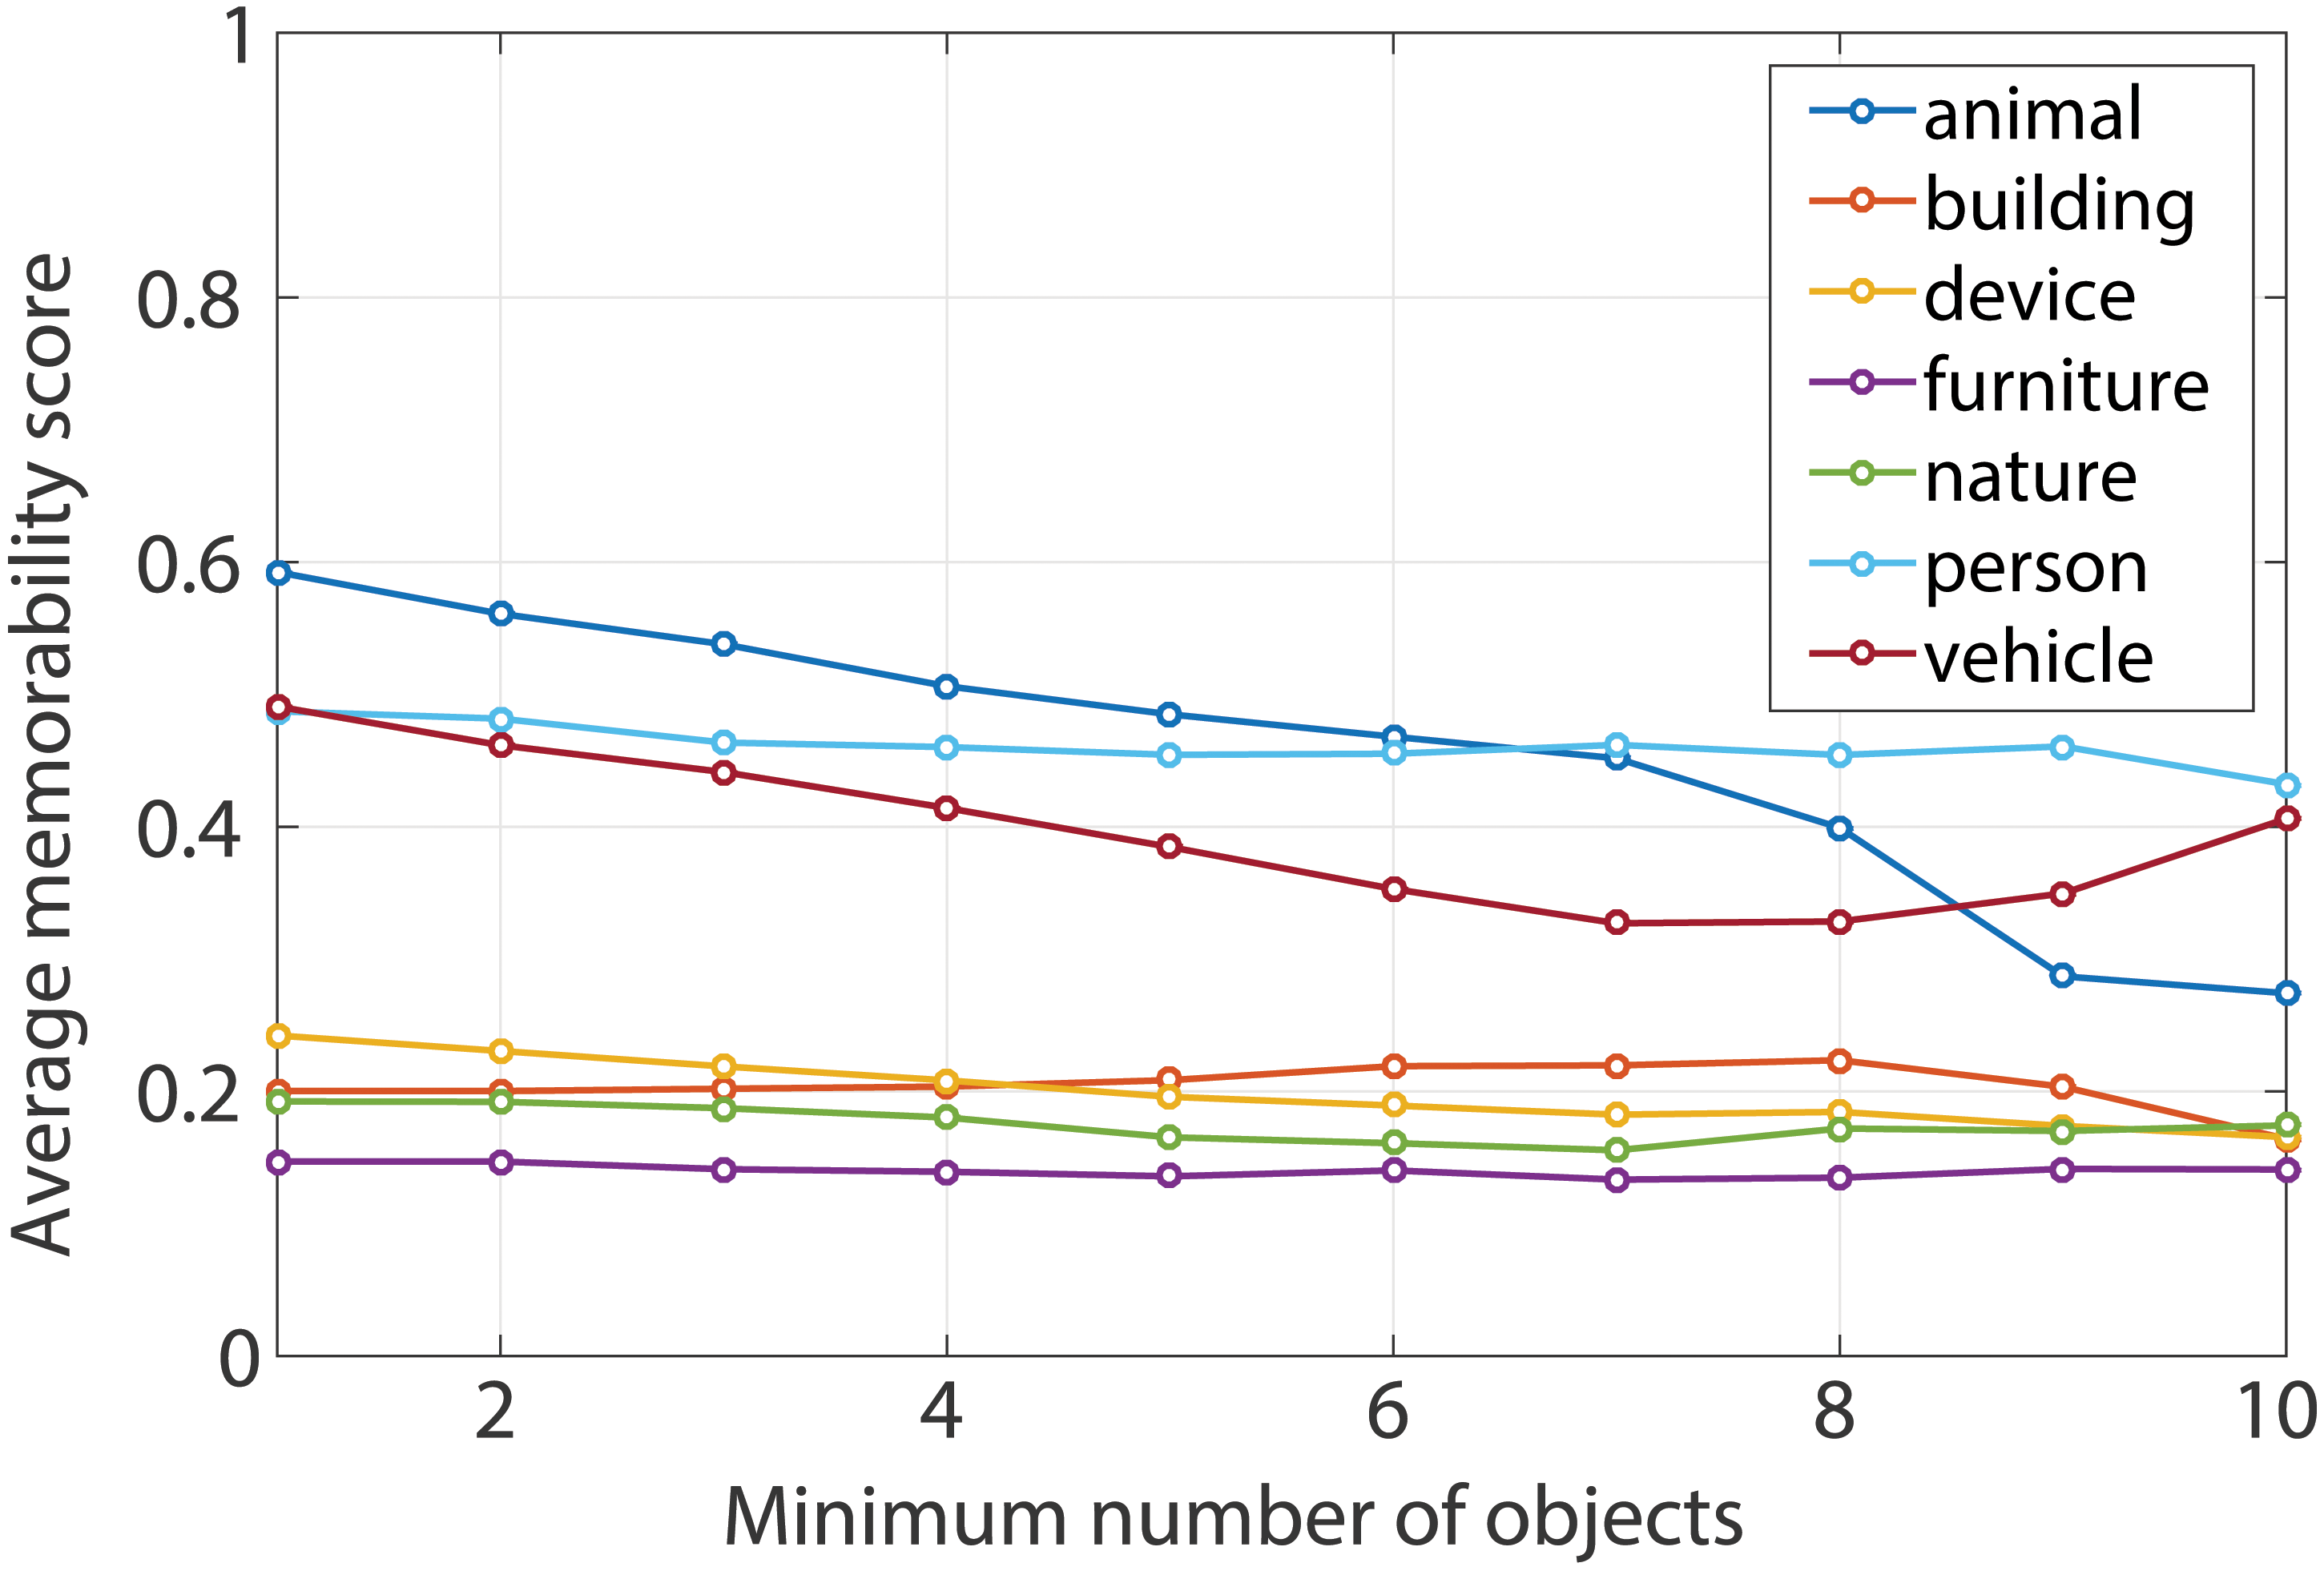 Average memorability score
1
0.8
0.6
0.4
0.2
0
2
4
6
8
10
Minimum number of objects
animal
building
device
furniture
nature
person
vehicle